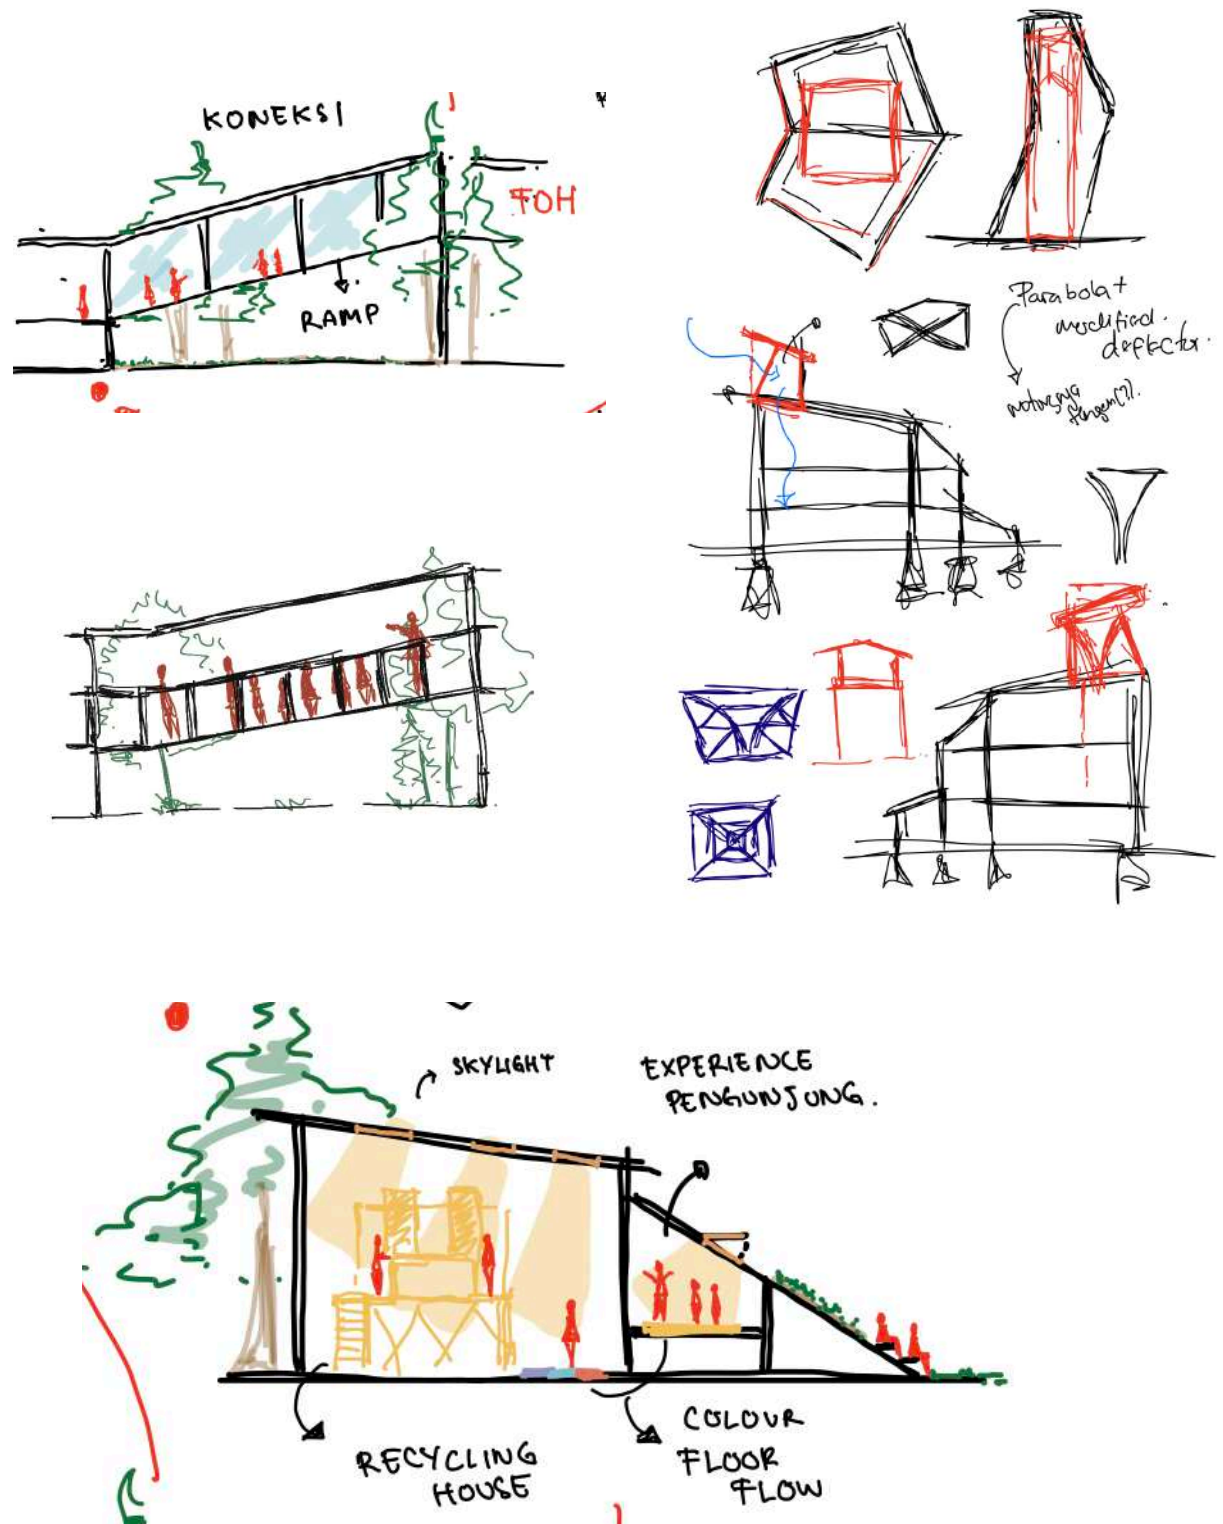 KONEKSI
FOH
RAMP
Parabola +
modified
deflector.
SKYLIGHT
EXPERIENCE
PENGUNJUNG.
RECYCLING
HOUSE
COLOUR
FLOOR
FLOW